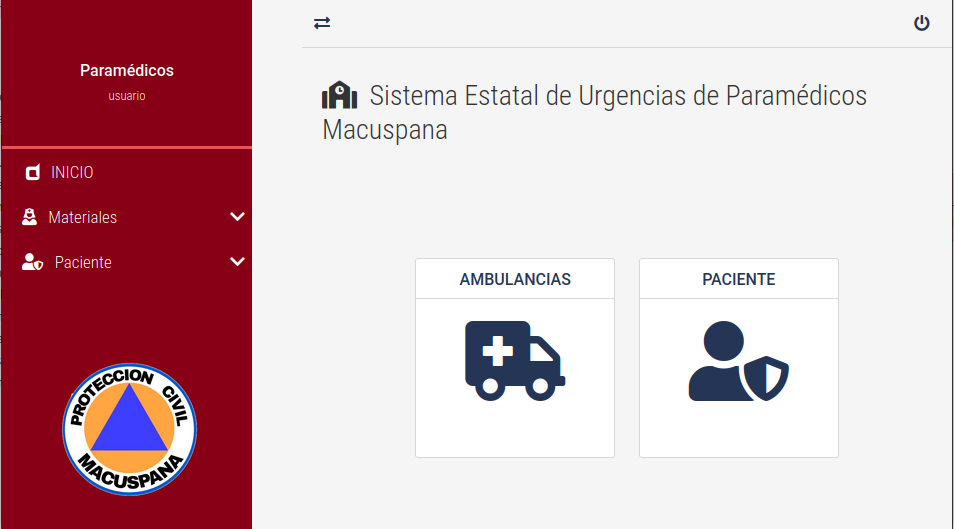 Paramédicos
usuario
INICIO
Materiales
Paciente
PROTECCION CIVIL
MACUSPANA
Sistema Estatal de Urgencias de Paramédicos
Macuspana
AMBULANCIAS
PACIENTE